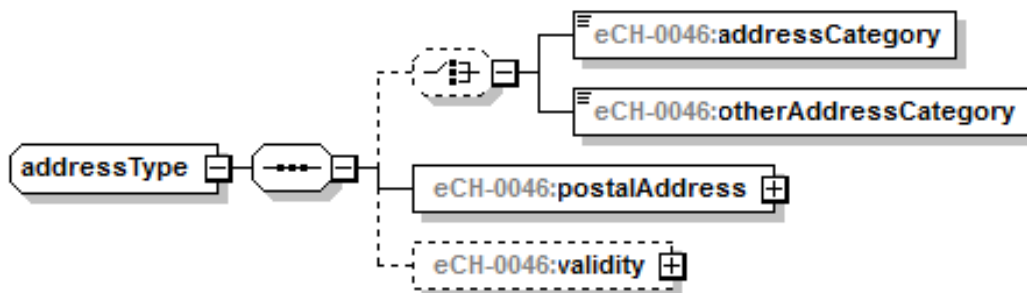 eCH-0046:addressCategory
eCH-0046:otherAddressCategory
addressType
eCH-0046:postalAddress
eCH-0046:validity